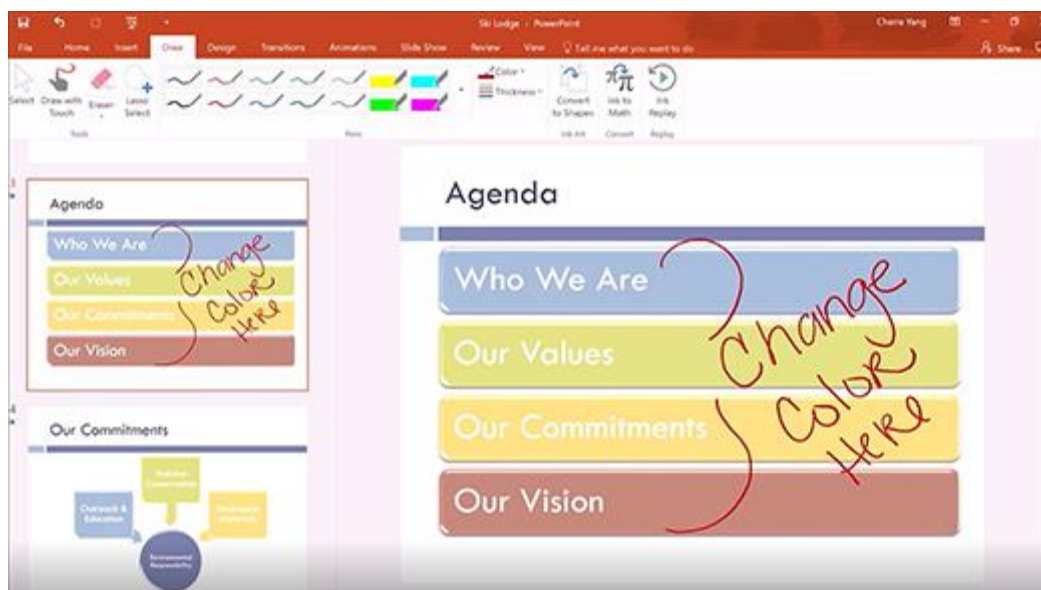 Ski Lodge - PowerPoint
Cherie Yang
File Home Insert Draw Design Transitions Animations Slide Show Review View Tell me what you want to do
Share
Select
Draw with Touch
Eraser
Lasso Select
Color
Thickness
Convert to Shapes
Ink to Math
Ink Replay
Tools
Pens
Ink Art
Convert
Replay
3
Agenda
Who We Are
Our Values
Our Commitments
Our Vision
Change
Color
Here
4
Our Commitments
Outreach & Education
Environmental Responsibility
Agenda
Who We Are
Our Values
Our Commitments
Our Vision
Change
Color
Here